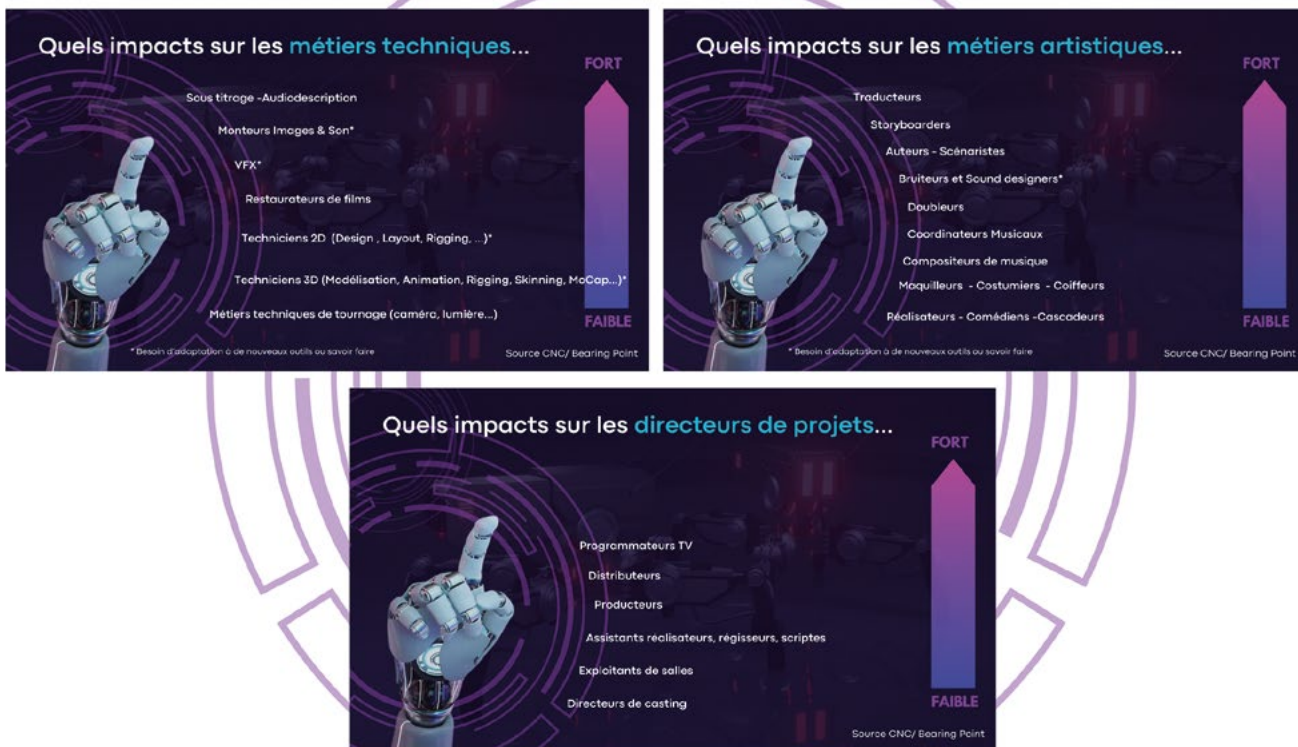 Quels impacts sur les métiers techniques...
FORT
Sous titrage -Audiodescription
Monteurs Images & Son*
VFX*
Restaurateurs de films
Techniciens 2D (Design , Layout, Rigging, ...)*
Techniciens 3D (Modélisation, Animation, Rigging, Skinning, MoCap...)*
Métiers techniques de tournage (caméra, lumière...)
FAIBLE
* Besoin d'adaptation à de nouveaux outils ou savoir faire
Source CNC/ Bearing Point
Quels impacts sur les métiers artistiques...
FORT
Traducteurs
Storyboarders
Auteurs - Scénaristes
Bruiteurs et Sound designers*
Doubleurs
Coordinateurs Musicaux
Compositeurs de musique
Maquilleurs - Costumiers - Coiffeurs
Réalisateurs - Comédiens -Cascadeurs
FAIBLE
* Besoin d'adaptation à de nouveaux outils ou savoir faire
Source CNC/ Bearing Point
Quels impacts sur les directeurs de projets...
FORT
Programmateurs TV
Distributeurs
Producteurs
Assistants réalisateurs, régisseurs, scriptes
Exploitants de salles
Directeurs de casting
FAIBLE
Source CNC/ Bearing Point